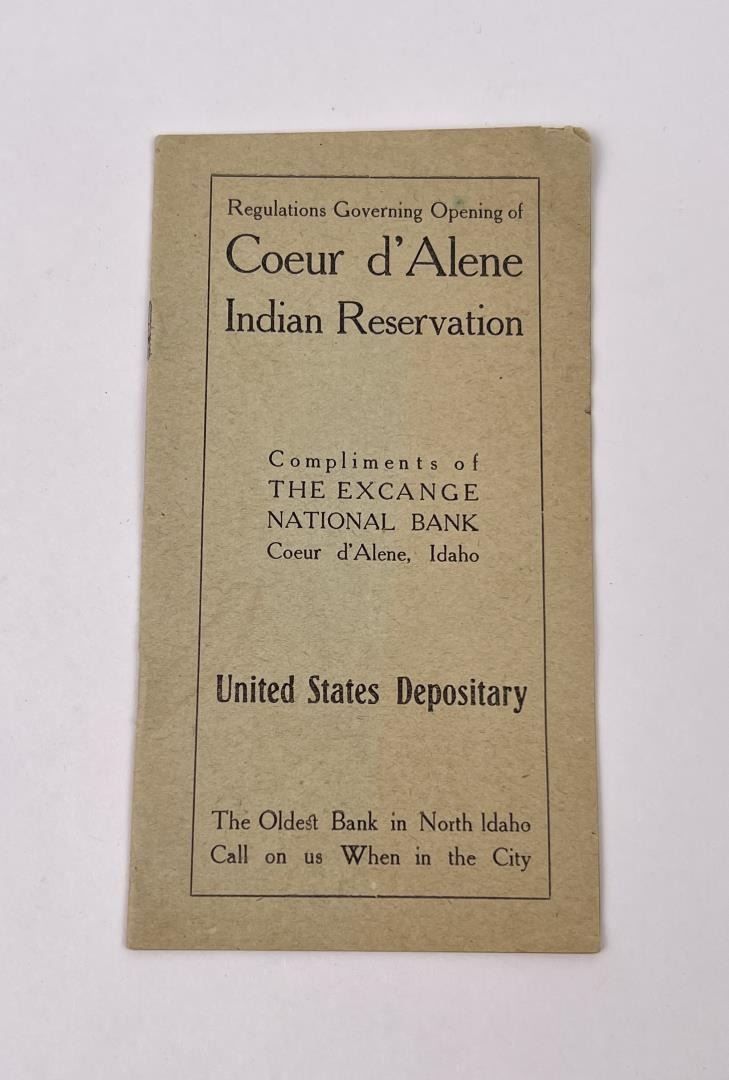 Regulations Governing Opening of
Coeur d'Alene
Indian Reservation
Compliments of
THE EXCANGE
NATIONAL BANK
Coeur d'Alene, Idaho
United States Depositary
The Oldest Bank in North Idaho
Call on us When in the City